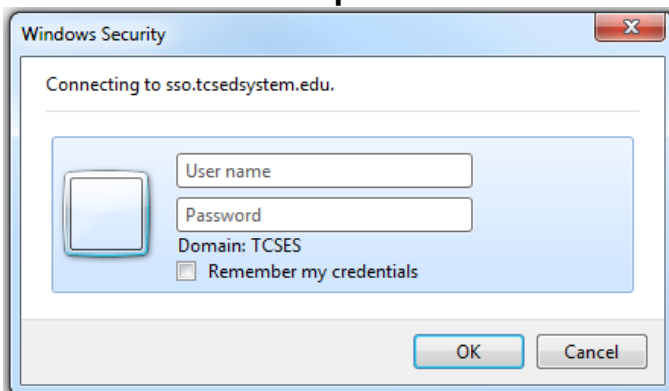 Windows Security
Connecting to sso.tcsedsystem.edu.
User name
Password
Domain: TCSES
Remember my credentials
OK
Cancel